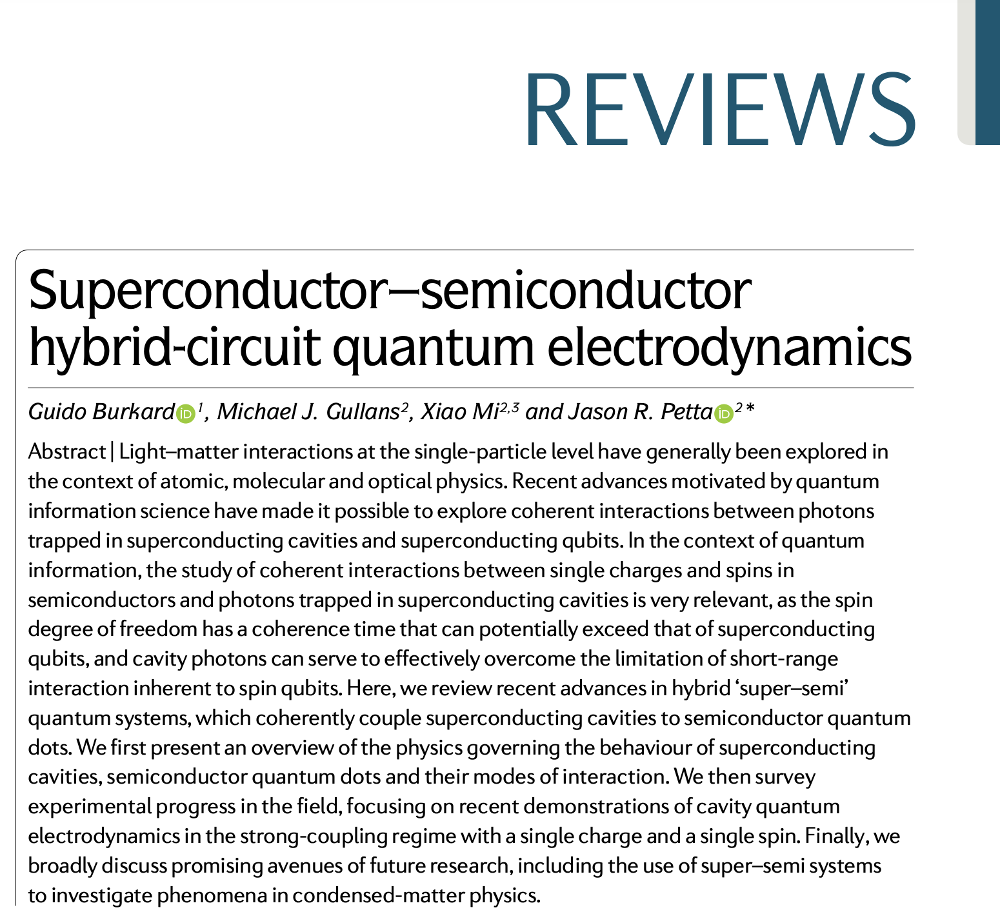 REVIEWS
Superconductor–semiconductor
hybrid-circuit quantum electrodynamics
Guido Burkard iD 1, Michael J. Gullans2, Xiao Mi2,3 and Jason R. Petta iD 2*
Abstract | Light–matter interactions at the single-particle level have generally been explored in
the context of atomic, molecular and optical physics. Recent advances motivated by quantum
information science have made it possible to explore coherent interactions between photons
trapped in superconducting cavities and superconducting qubits. In the context of quantum
information, the study of coherent interactions between single charges and spins in
semiconductors and photons trapped in superconducting cavities is very relevant, as the spin
degree of freedom has a coherence time that can potentially exceed that of superconducting
qubits, and cavity photons can serve to effectively overcome the limitation of short-range
interaction inherent to spin qubits. Here, we review recent advances in hybrid ‘super–semi’
quantum systems, which coherently couple superconducting cavities to semiconductor quantum
dots. We first present an overview of the physics governing the behaviour of superconducting
cavities, semiconductor quantum dots and their modes of interaction. We then survey
experimental progress in the field, focusing on recent demonstrations of cavity quantum
electrodynamics in the strong-coupling regime with a single charge and a single spin. Finally, we
broadly discuss promising avenues of future research, including the use of super–semi systems
to investigate phenomena in condensed-matter physics.